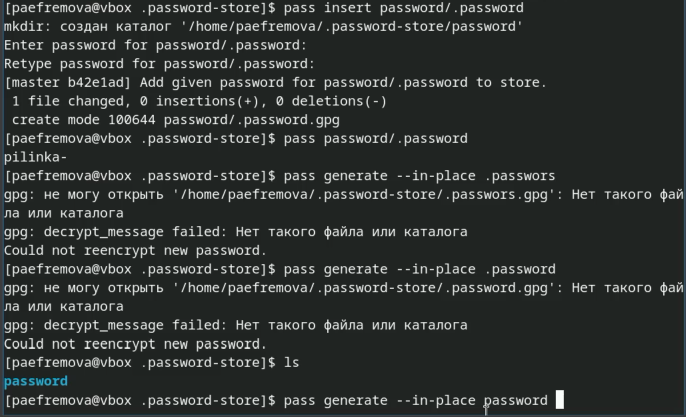 [paefremova@vbox .password-store]$ pass insert password/.password
mkdir: создан каталог '/home/paefremova/.password-store/password'
Enter password for password/.password:
Retype password for password/.password:
[master b42e1ad] Add given password for password/.password to store.
 1 file changed, 0 insertions(+), 0 deletions(-)
 create mode 100644 password/.password.gpg
[paefremova@vbox .password-store]$ pass password/.password
pilinka-
[paefremova@vbox .password-store]$ pass generate --in-place .passwors
gpg: не могу открыть '/home/paefremova/.password-store/.passwors.gpg': Нет такого фай
ла или каталога
gpg: decrypt_message failed: Нет такого файла или каталога
Could not reencrypt new password.
[paefremova@vbox .password-store]$ pass generate --in-place .password
gpg: не могу открыть '/home/paefremova/.password-store/.password.gpg': Нет такого фай
ла или каталога
gpg: decrypt_message failed: Нет такого файла или каталога
Could not reencrypt new password.
[paefremova@vbox .password-store]$ ls
password
[paefremova@vbox .password-store]$ pass generate --in-place password